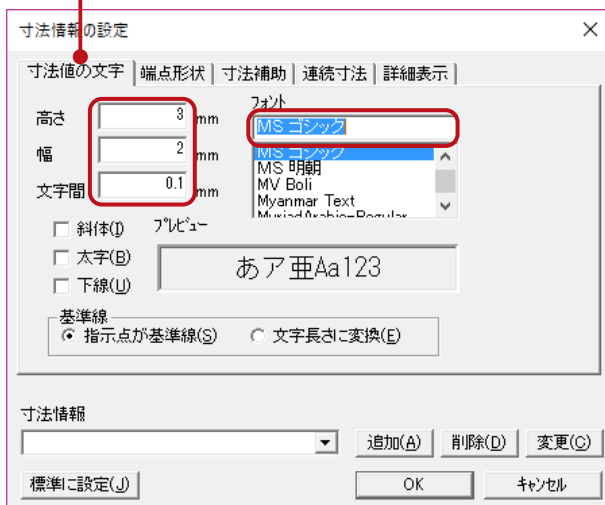 寸法情報の設定
寸法値の文字 端点形状 寸法補助 連続寸法 詳細表示
高さ 3 mm
幅 2 mm
文字間 0.1 mm
フォント
MS ゴシック
MS ゴシック
MS 明朝
MV Boli
Myanmar Text
MyriadArabic-Regular
斜体(I)
太字(B)
下線(U)
プレビュー
あア亜Aa123
基準線
指示点が基準線(S) 文字長さに変換(E)
寸法情報
追加(A) 削除(D) 変更(C)
標準に設定(J) OK キャンセル